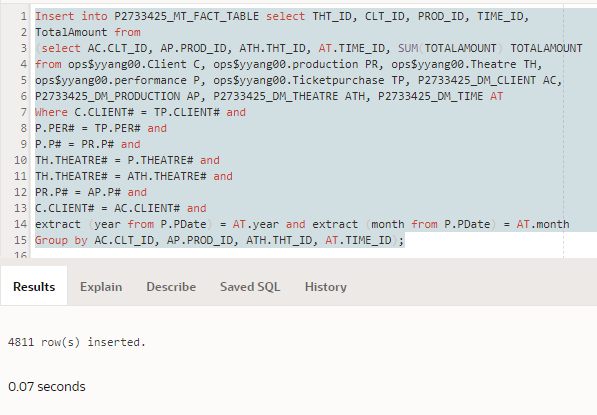 1 Insert into P2733425_MT_FACT_TABLE select THT_ID, CLT_ID, PROD_ID, TIME_ID,
2 TotalAmount from
3 (select AC.CLT_ID, AP.PROD_ID, ATH.THT_ID, AT.TIME_ID, SUM(TOTALAMOUNT) TOTALAMOUNT
4 from ops$yyang00.Client C, ops$yyang00.production PR, ops$yyang00.Theatre TH,
5 ops$yyang00.performance P, ops$yyang00.Ticketpurchase TP, P2733425_DM_CLIENT AC,
6 P2733425_DM_PRODUCTION AP, P2733425_DM_THEATRE ATH, P2733425_DM_TIME AT
7 Where C.CLIENT# = TP.CLIENT# and
8 P.PER# = TP.PER# and
9 P.P# = PR.P# and
10 TH.THEATRE# = P.THEATRE# and
11 TH.THEATRE# = ATH.THEATRE# and
12 PR.P# = AP.P# and
13 C.CLIENT# = AC.CLIENT# and
14 extract (year from P.PDate) = AT.year and extract (month from P.PDate) = AT.month
15 Group by AC.CLT_ID, AP.PROD_ID, ATH.THT_ID, AT.TIME_ID);
16
Results Explain Describe Saved SQL History
4811 row(s) inserted.
0.07 seconds